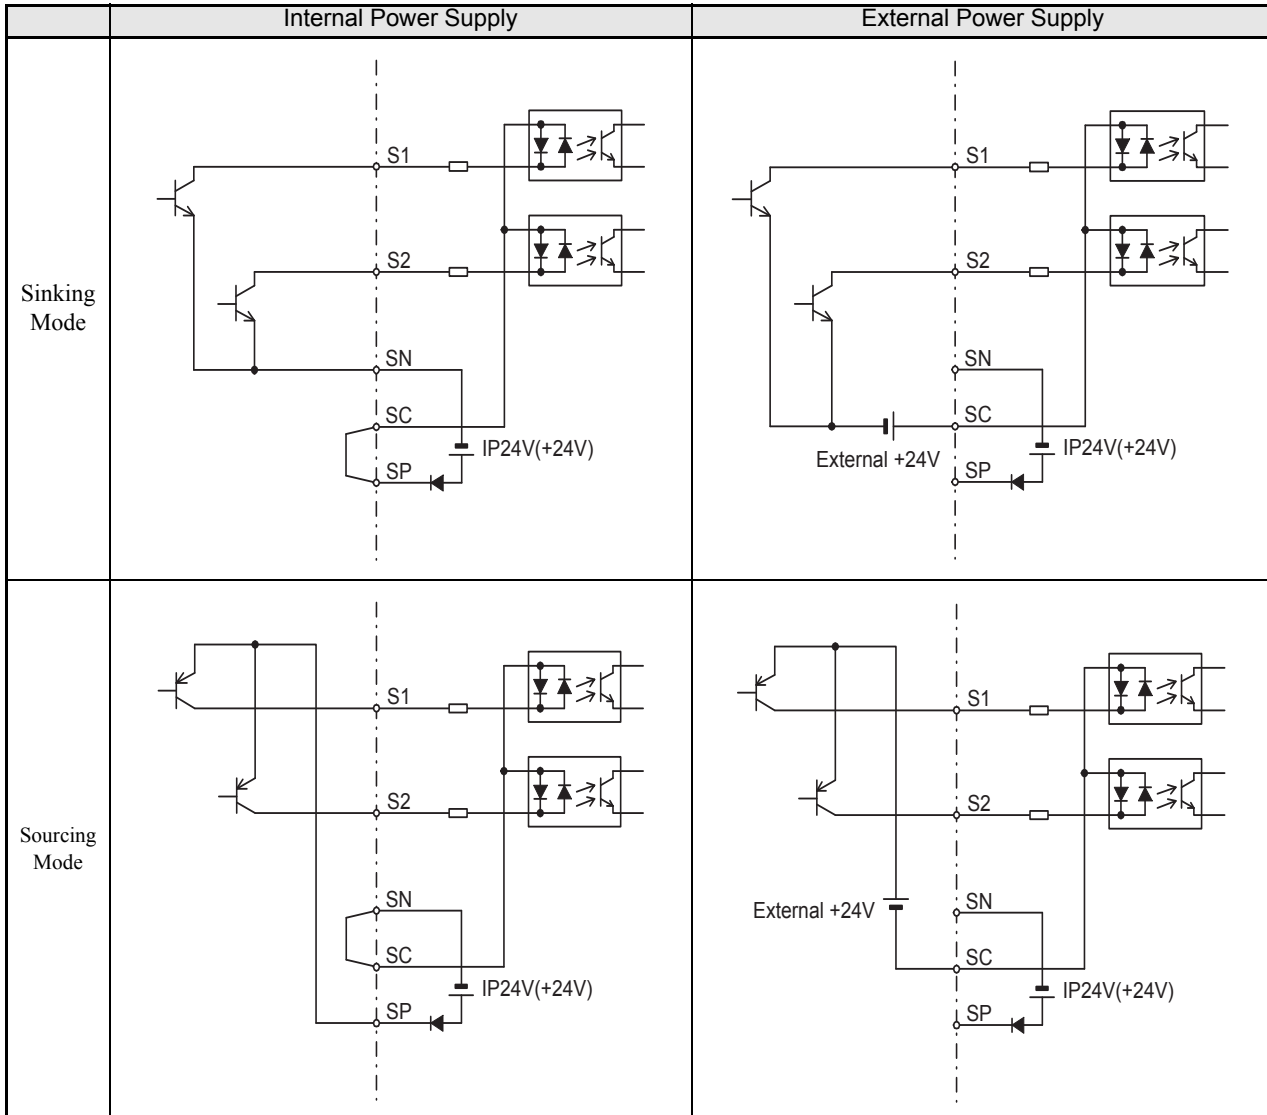 Internal Power Supply
External Power Supply
Sinking
Mode
S1
S2
SN
SC
IP24V(+24V)
SP
S1
S2
SN
SC
External +24V
IP24V(+24V)
SP
Sourcing
Mode
S1
S2
SN
SC
IP24V(+24V)
SP
S1
S2
External +24V
SN
SC
IP24V(+24V)
SP